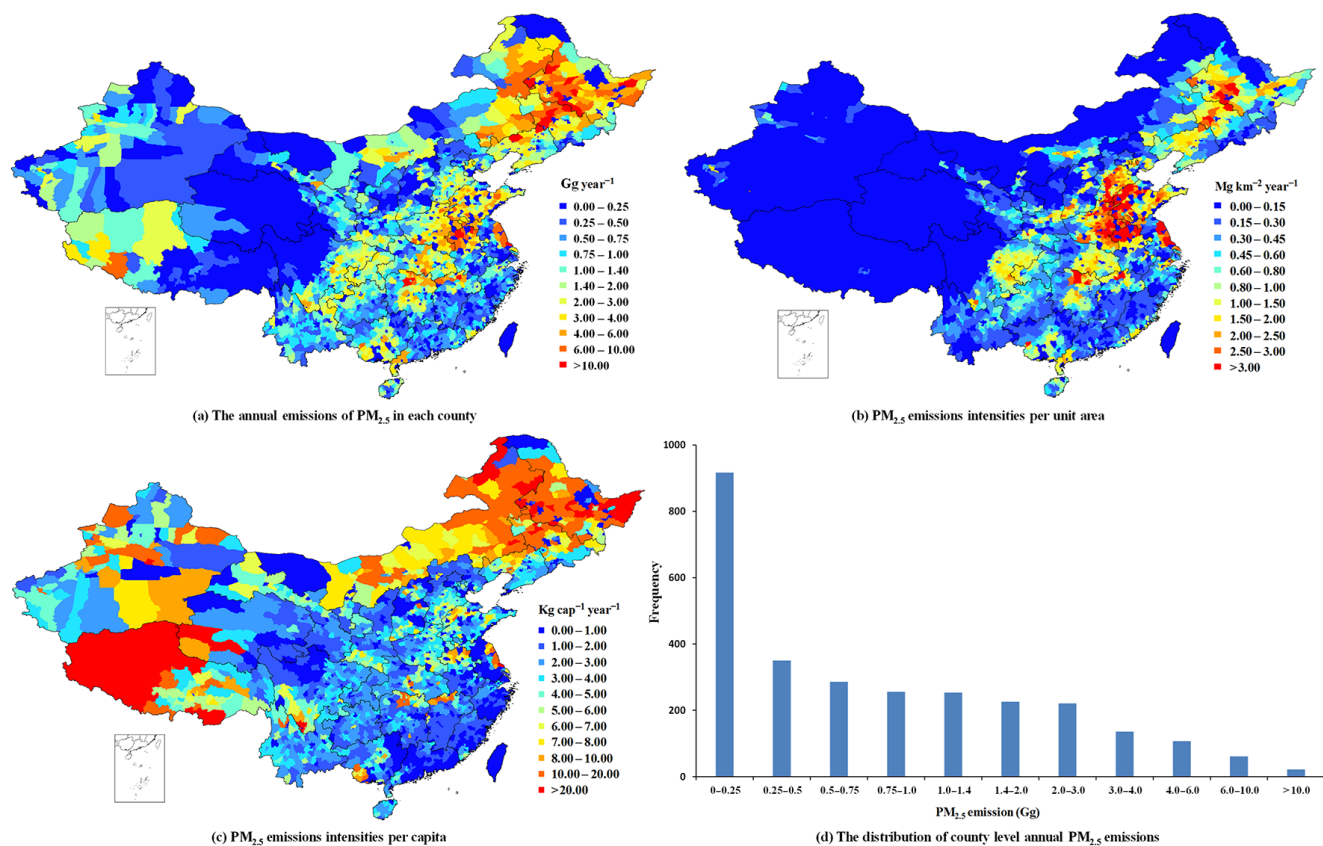 Gg year⁻¹
0.00 – 0.25
0.25 – 0.50
0.50 – 0.75
0.75 – 1.00
1.00 – 1.40
1.40 – 2.00
2.00 – 3.00
3.00 – 4.00
4.00 – 6.00
6.00 – 10.00
>10.00
(a) The annual emissions of PM₂.₅ in each county
Mg km⁻² year⁻¹
0.00 – 0.15
0.15 – 0.30
0.30 – 0.45
0.45 – 0.60
0.60 – 0.80
0.80 – 1.00
1.00 – 1.50
1.50 – 2.00
2.00 – 2.50
2.50 – 3.00
>3.00
(b) PM₂.₅ emissions intensities per unit area
Kg cap⁻¹ year⁻¹
0.00 – 1.00
1.00 – 2.00
2.00 – 3.00
3.00 – 4.00
4.00 – 5.00
5.00 – 6.00
6.00 – 7.00
7.00 – 8.00
8.00 – 10.00
10.00 – 20.00
>20.00
(c) PM₂.₅ emissions intensities per capita
1000
800
600
400
200
0
Frequency
0–0.25 0.25–0.5 0.5–0.75 0.75–1.0 1.0–1.4 1.4–2.0 2.0–3.0 3.0–4.0 4.0–6.0 6.0–10.0 >10.0
PM₂.₅ emission (Gg)
(d) The distribution of county level annual PM₂.₅ emissions